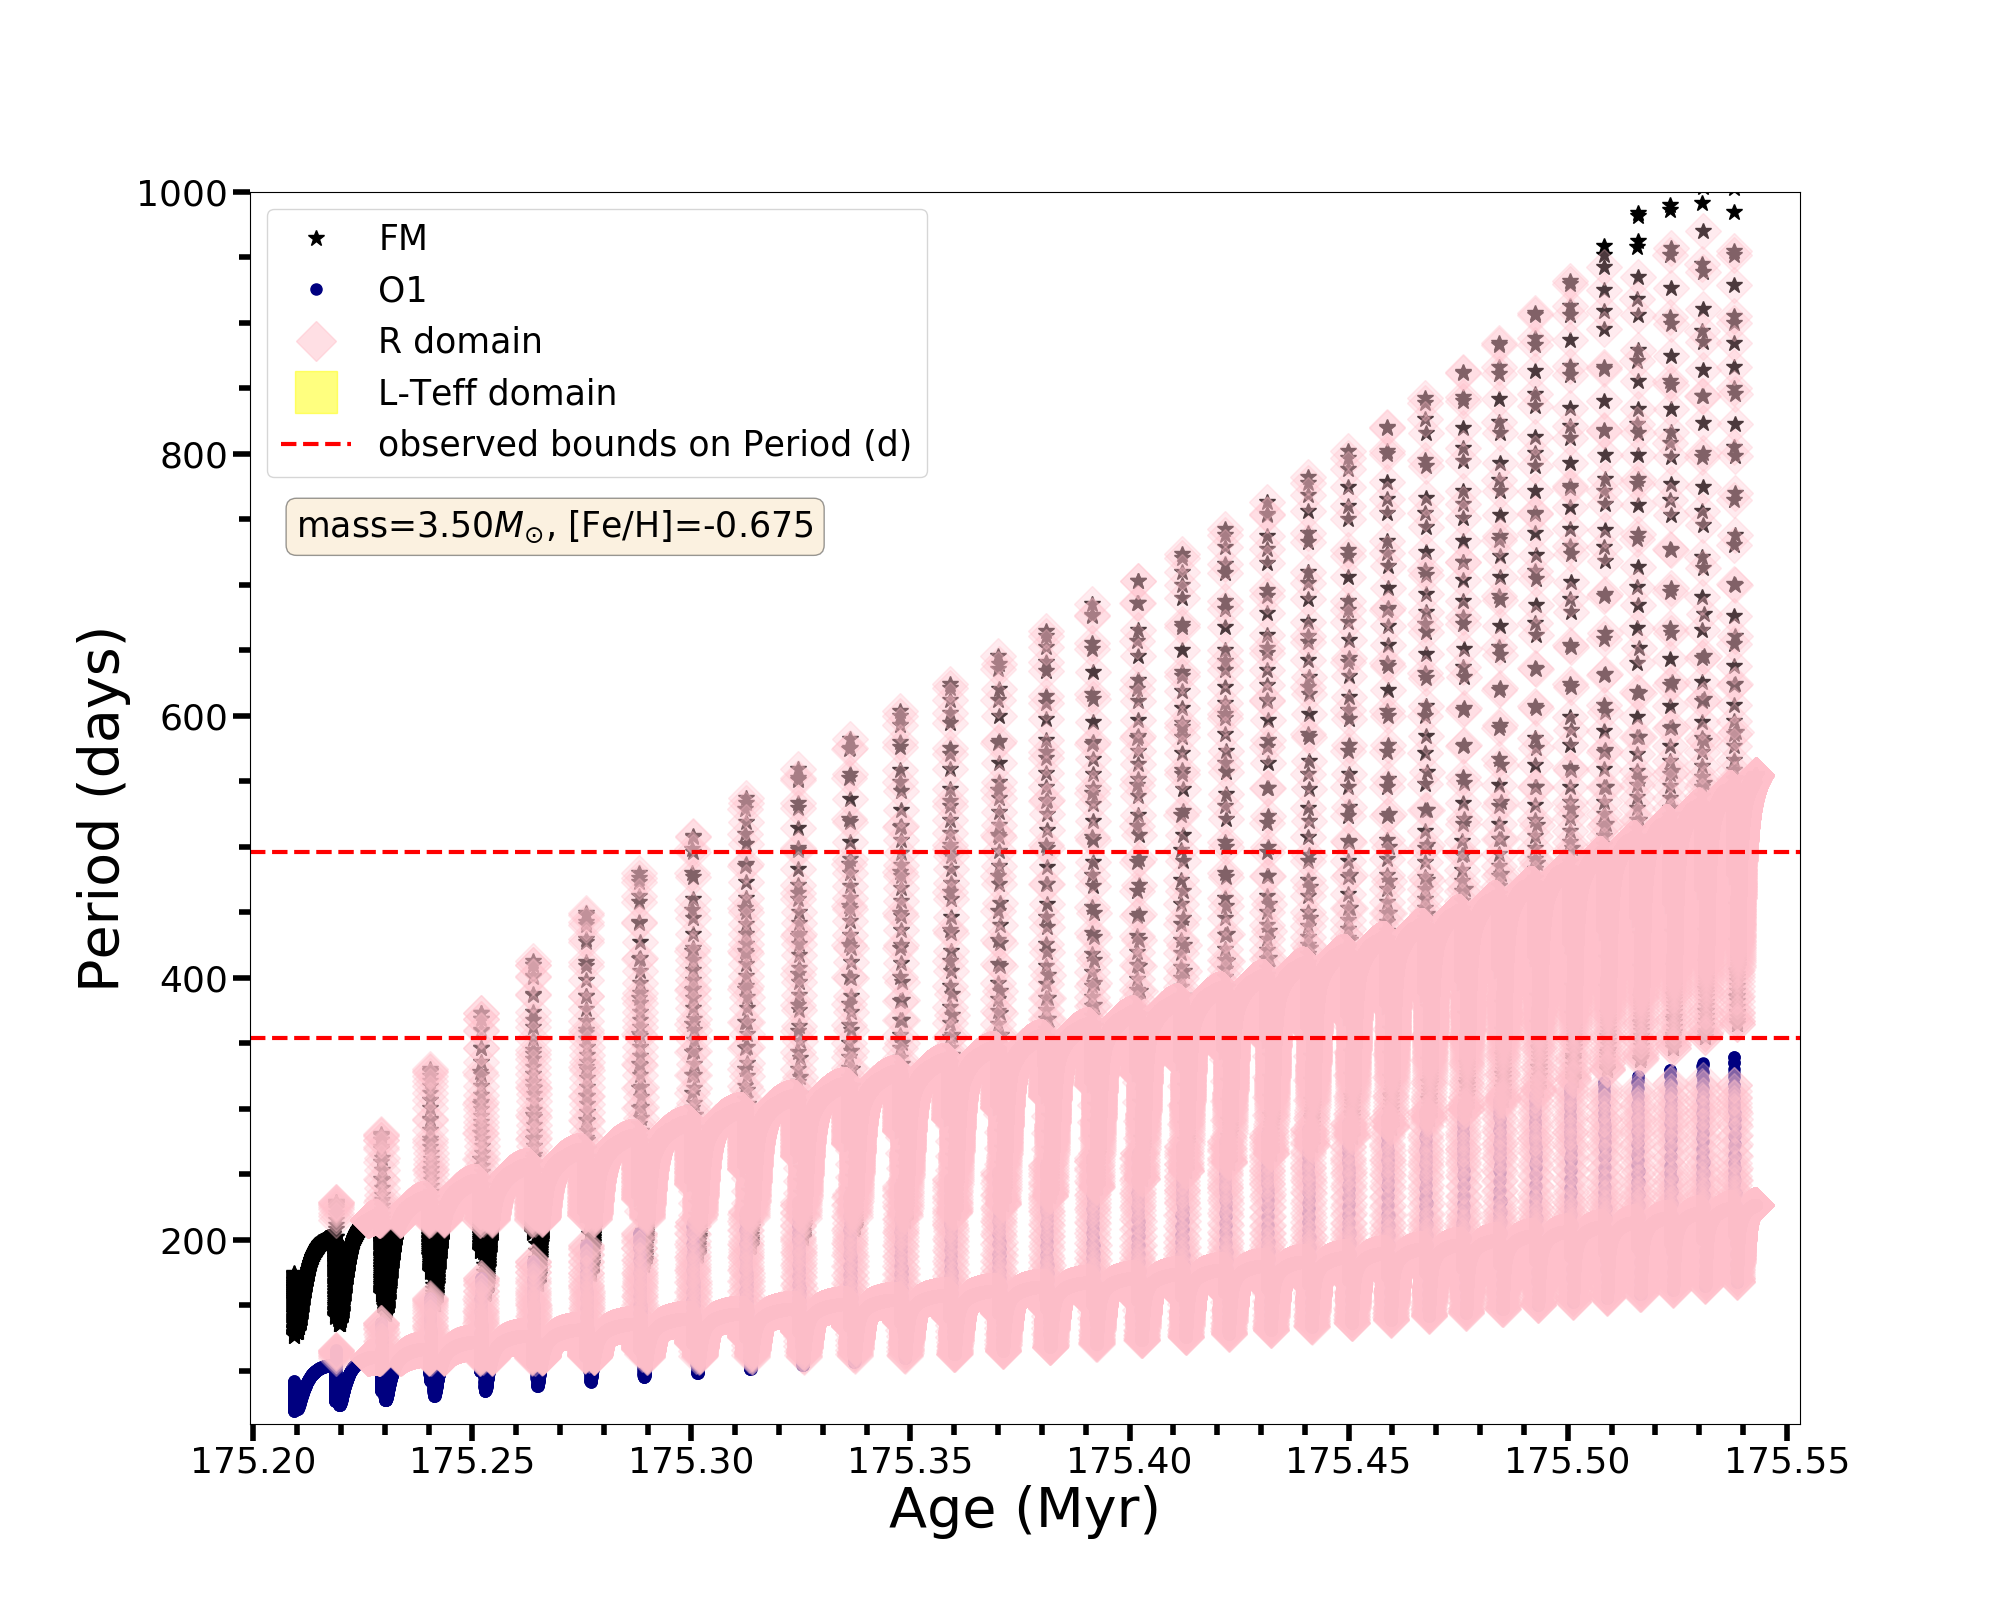 1000
800
600
400
200
Period (days)
FM
O1
R domain
L-Teff domain
observed bounds on Period (d)
mass=3.50M⊙, [Fe/H]=-0.675
175.20 175.25 175.30 175.35 175.40 175.45 175.50 175.55
Age (Myr)